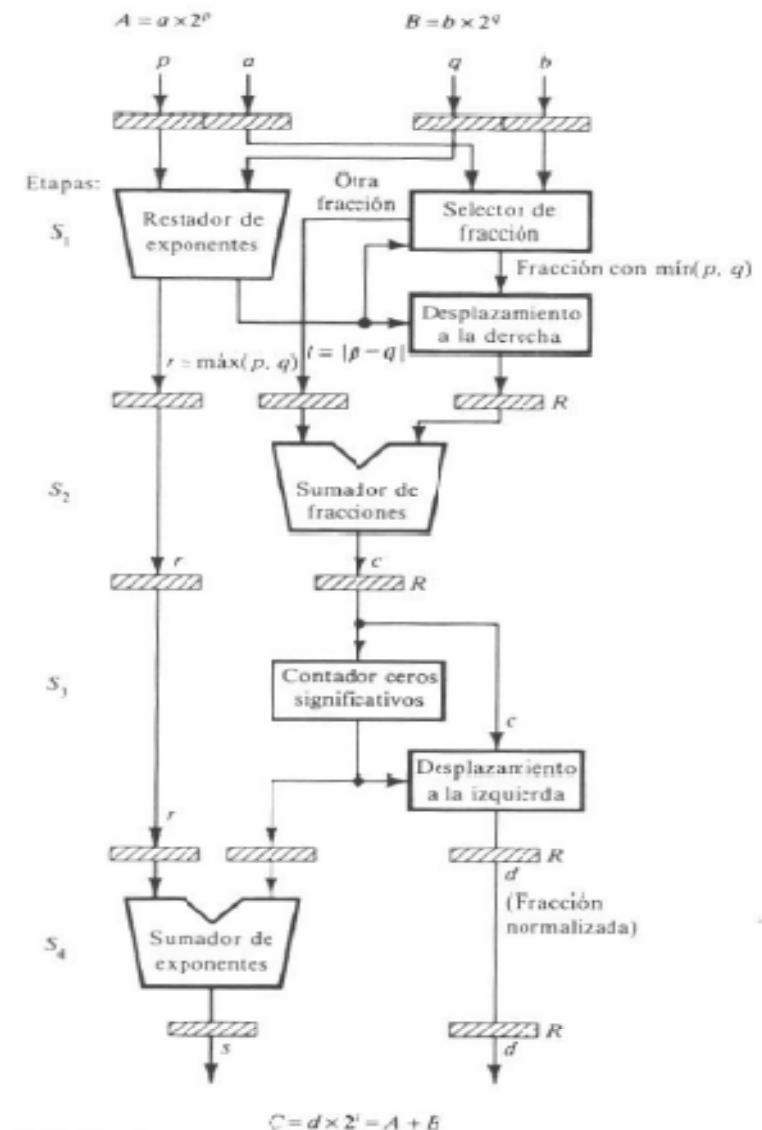 A = a × 2^p B = b × 2^q
p a q b
Etapas:
S₁
Restador de
exponentes
Otra
fracción
Selector de
fracción
Fracción con mín(p, q)
Desplazamiento
a la derecha
r = máx(p, q)
t = |p − q|
R
S₂
Sumador de
fracciones
r
c
R
S₃
Contador ceros
significativos
c
Desplazamiento
a la izquierda
r
R
d
(Fracción
normalizada)
S₄
Sumador de
exponentes
R
s
d
C = d × 2^s = A + B